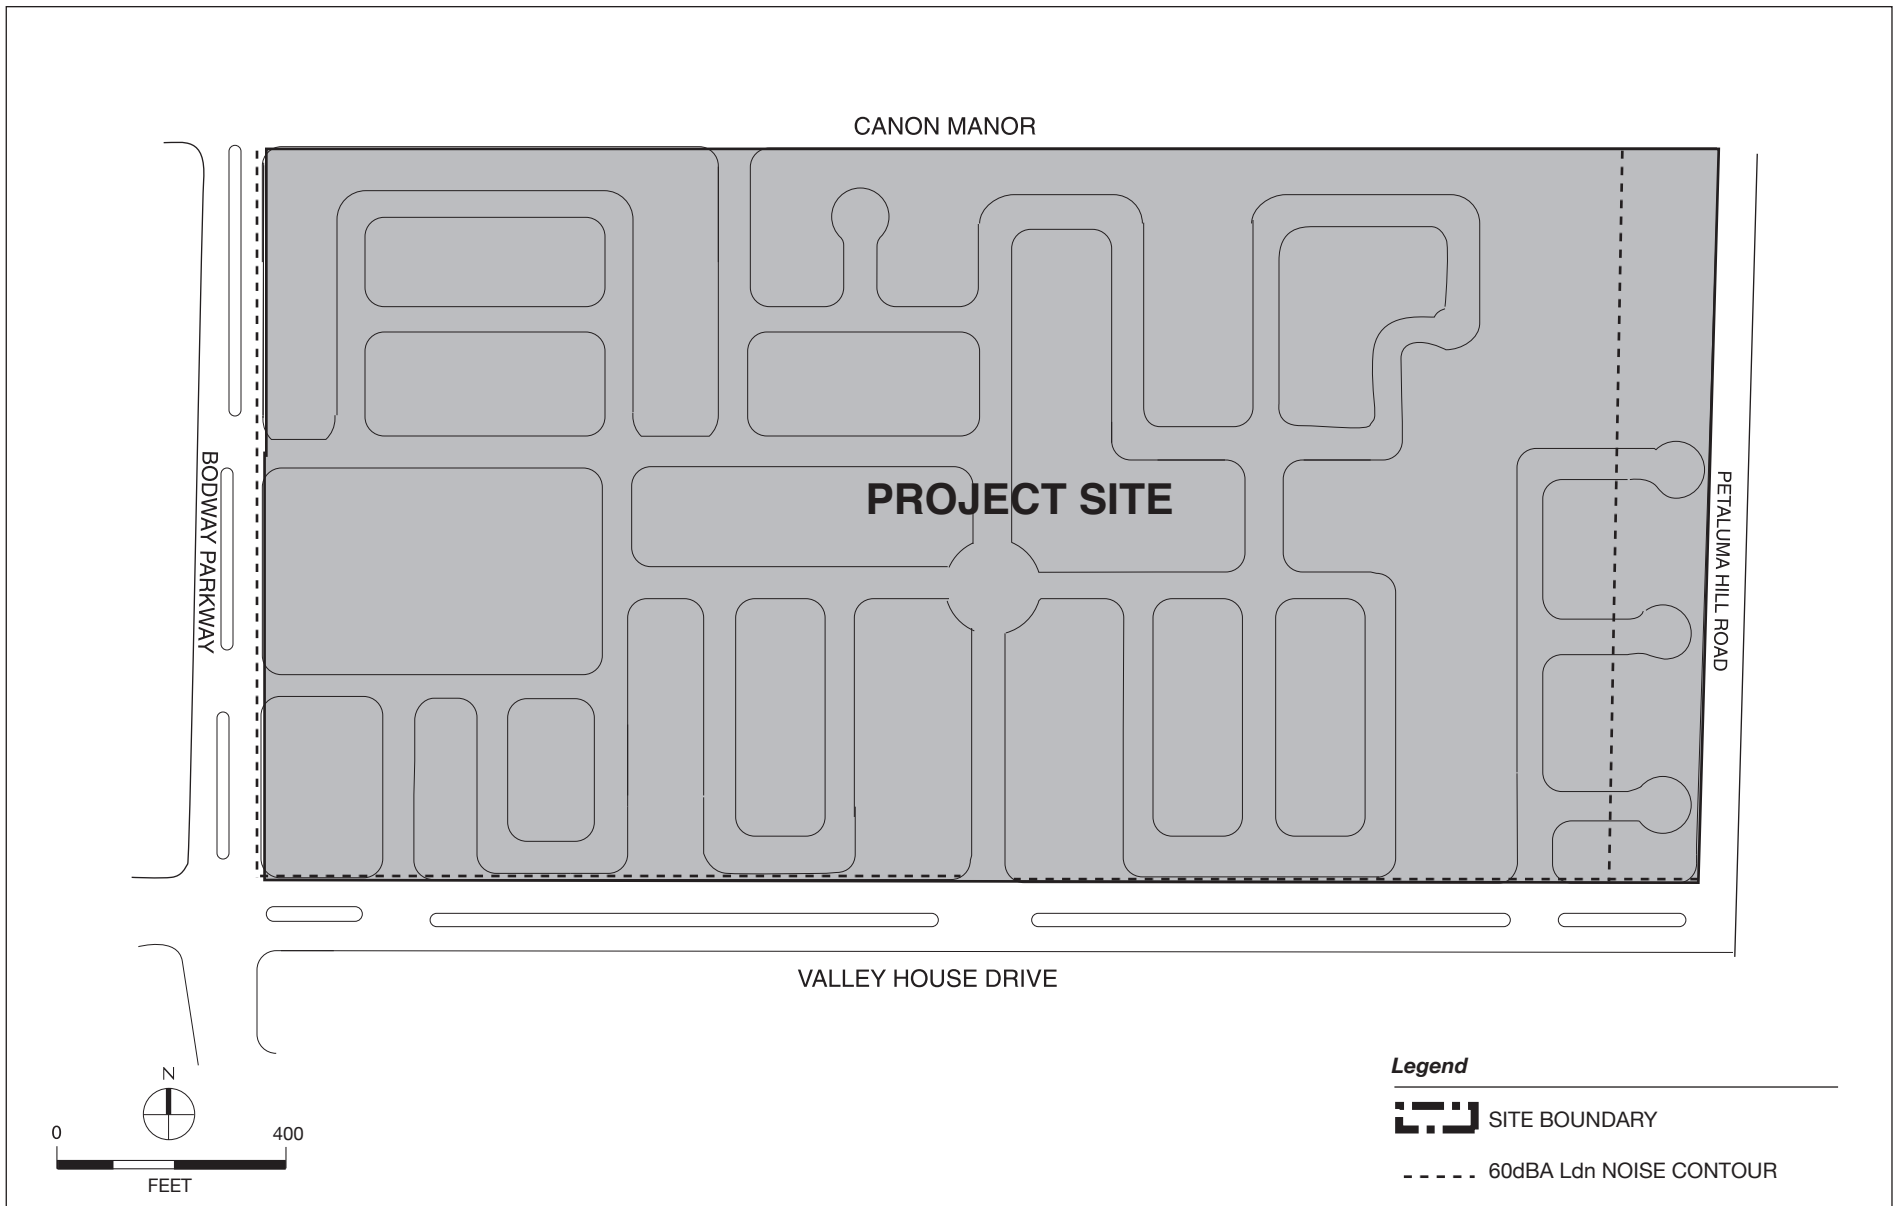 CANON MANOR
PROJECT SITE
BODWAY PARKWAY
PETALUMA HILL ROAD
VALLEY HOUSE DRIVE
N
0 400
FEET
Legend
SITE BOUNDARY
60dBA Ldn NOISE CONTOUR